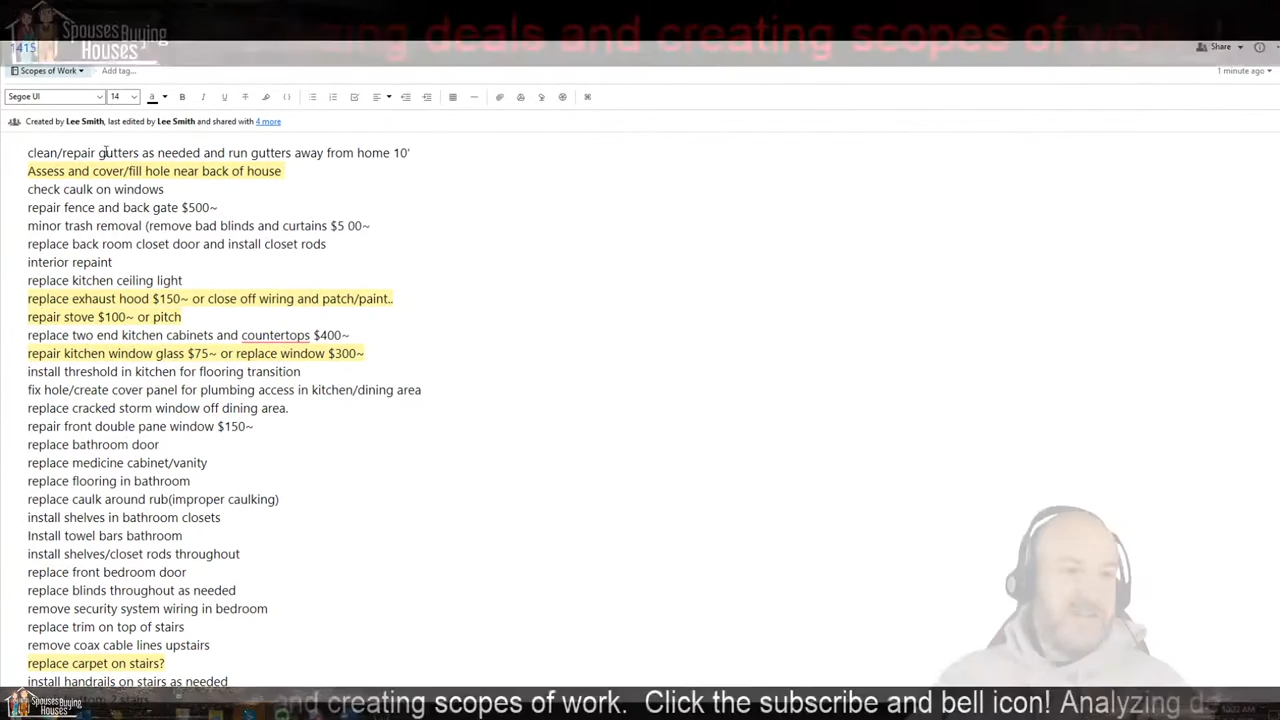 Spouses Buying Houses
analyzing deals and creating scopes of wo
1415
Share
Scopes of Work
Add tag...
1 minute ago
Segoe UI
14
Created by Lee Smith, last edited by Lee Smith and shared with 4 more
clean/repair gutters as needed and run gutters away from home 10'
Assess and cover/fill hole near back of house
check caulk on windows
repair fence and back gate $500~
minor trash removal (remove bad blinds and curtains $5 00~
replace back room closet door and install closet rods
interior repaint
replace kitchen ceiling light
replace exhaust hood $150~ or close off wiring and patch/paint..
repair stove $100~ or pitch
replace two end kitchen cabinets and countertops $400~
repair kitchen window glass $75~ or replace window $300~
install threshold in kitchen for flooring transition
fix hole/create cover panel for plumbing access in kitchen/dining area
replace cracked storm window off dining area.
repair front double pane window $150~
replace bathroom door
replace medicine cabinet/vanity
replace flooring in bathroom
replace caulk around rub(improper caulking)
install shelves in bathroom closets
Install towel bars bathroom
install shelves/closet rods throughout
replace front bedroom door
replace blinds throughout as needed
remove security system wiring in bedroom
replace trim on top of stairs
remove coax cable lines upstairs
replace carpet on stairs?
install handrails on stairs as needed
Spouses Buying Houses
and creating scopes of work. Click the subscribe and bell icon! Analyzing de